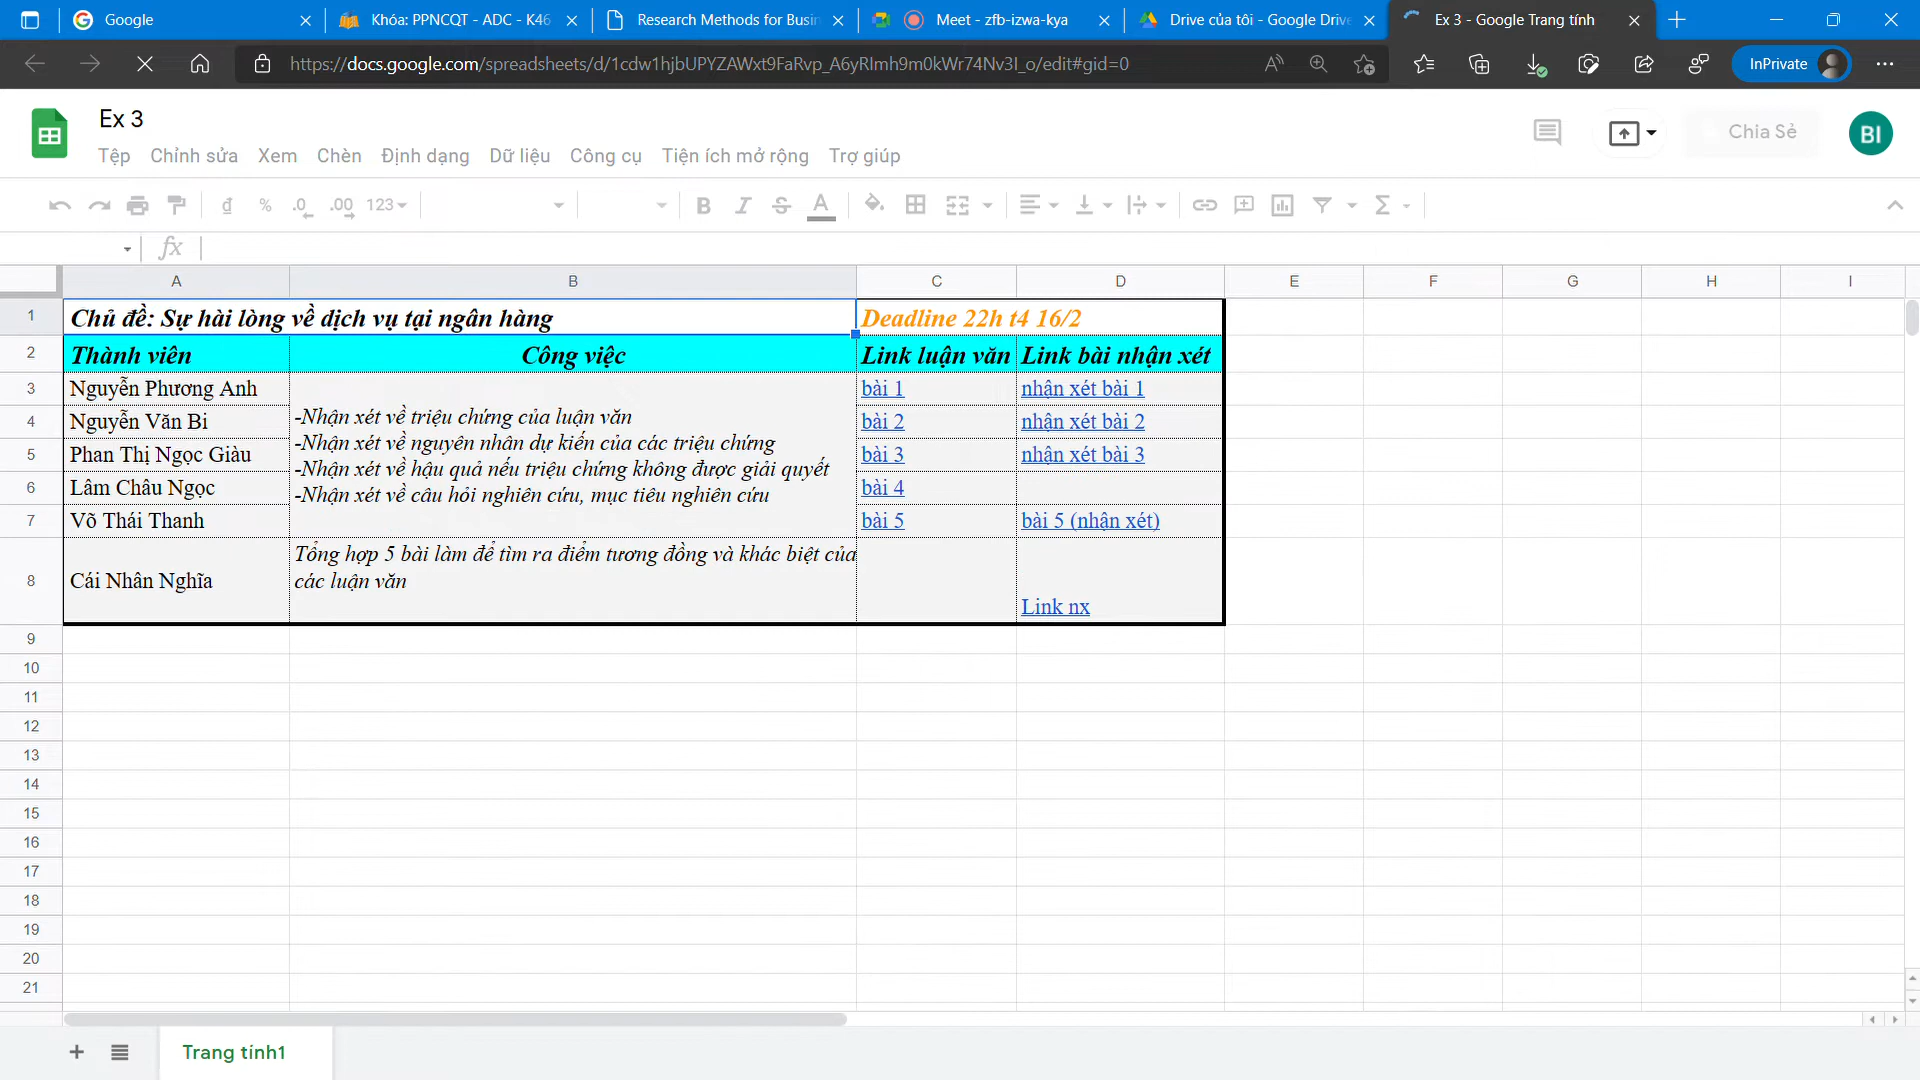 Google
Khóa: PPNCQT - ADC - K46
Research Methods for Busin
Meet - zfb-izwa-kya
Drive của tôi - Google Drive
Ex 3 - Google Trang tính
https://docs.google.com/spreadsheets/d/1cdw1hjbUPYZAWxt9FaRvp_A6yRImh9m0kWr74Nv3I_o/edit#gid=0
InPrivate
Ex 3
Chia Sẻ
BI
Tệp Chỉnh sửa Xem Chèn Định dạng Dữ liệu Công cụ Tiện ích mở rộng Trợ giúp
đ % .0 .00 123 B I S A Σ
fx
A B C D E F G H I
1 Chủ đề: Sự hài lòng về dịch vụ tại ngân hàng Deadline 22h t4 16/2
2 Thành viên Công việc Link luận văn Link bài nhận xét
3 Nguyễn Phương Anh bài 1 nhận xét bài 1
-Nhận xét về triệu chứng của luận văn
4 Nguyễn Văn Bi bài 2 nhận xét bài 2
-Nhận xét về nguyên nhân dự kiến của các triệu chứng
5 Phan Thị Ngọc Giàu bài 3 nhận xét bài 3
-Nhận xét về hậu quả nếu triệu chứng không được giải quyết
6 Lâm Châu Ngọc bài 4
-Nhận xét về câu hỏi nghiên cứu, mục tiêu nghiên cứu
7 Võ Thái Thanh bài 5 bài 5 (nhận xét)
Tổng hợp 5 bài làm để tìm ra điểm tương đồng và khác biệt của
8 Cái Nhân Nghĩa các luận văn
Link nx
9
10
11
12
13
14
15
16
17
18
19
20
21
Trang tính1